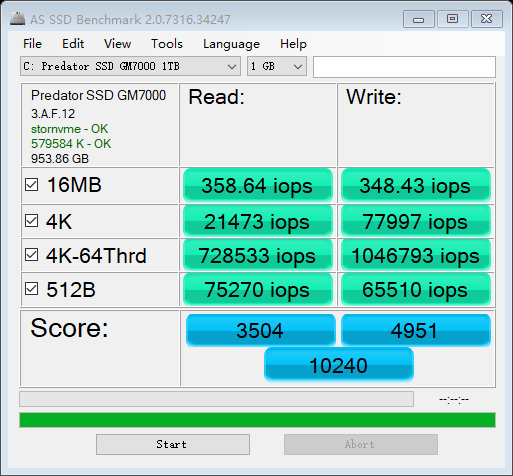 AS SSD Benchmark 2.0.7316.34247
File Edit View Tools Language Help
C: Predator SSD GM7000 1TB 1 GB
Predator SSD GM7000 Read: Write:
3.A.F.12
stornvme - OK
579584 K - OK
953.86 GB
16MB 358.64 iops 348.43 iops
4K 21473 iops 77997 iops
4K-64Thrd 728533 iops 1046793 iops
512B 75270 iops 65510 iops
Score: 3504 4951
10240
--:--:--
Start Abort